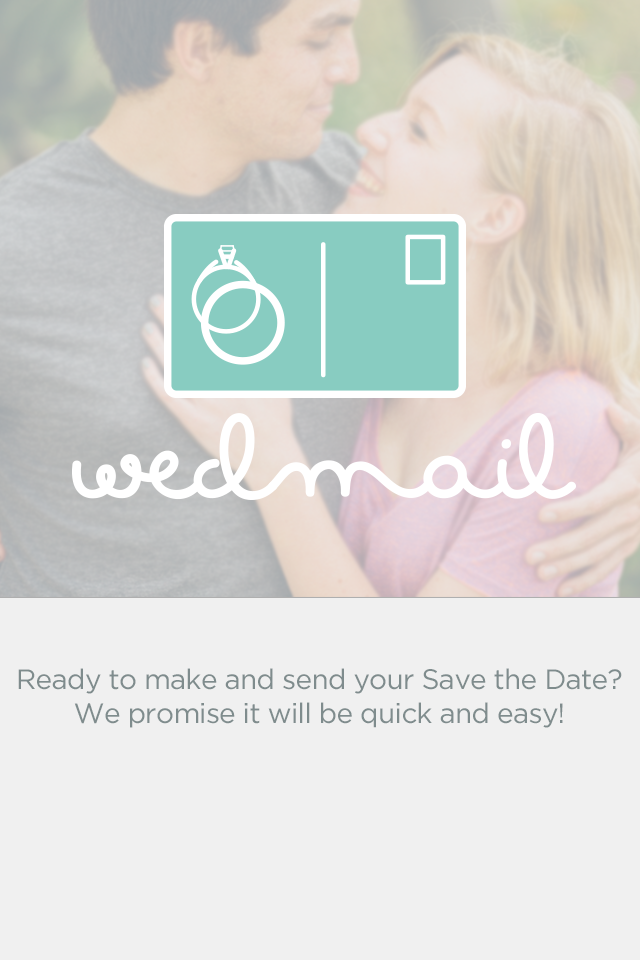 wedmail
Ready to make and send your Save the Date?
We promise it will be quick and easy!